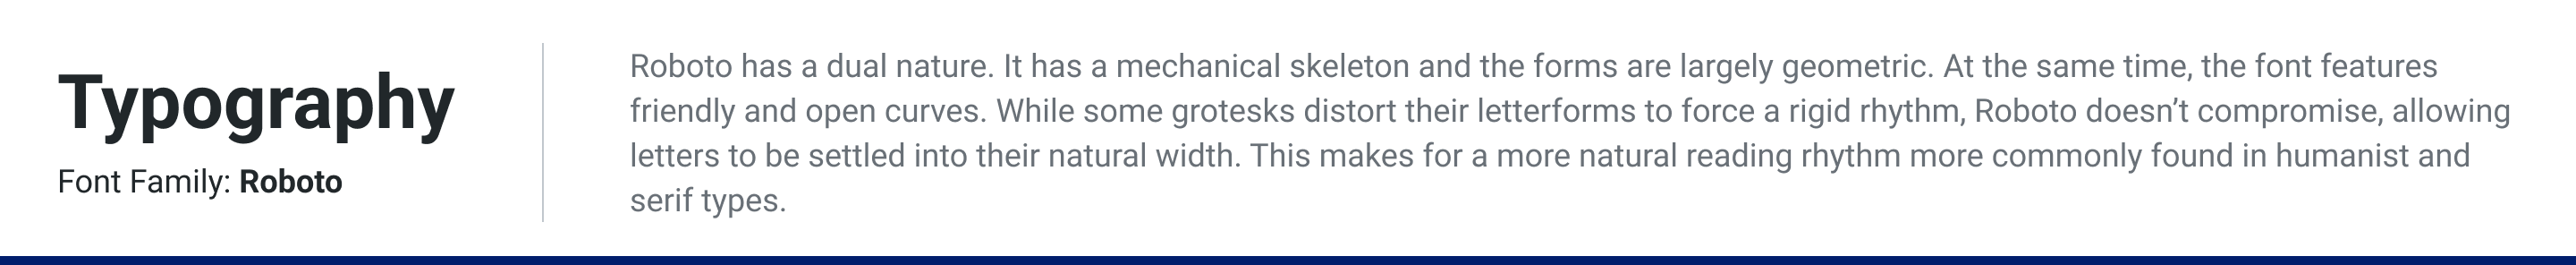 Typography
Font Family: Roboto
Roboto has a dual nature. It has a mechanical skeleton and the forms are largely geometric. At the same time, the font features
friendly and open curves. While some grotesks distort their letterforms to force a rigid rhythm, Roboto doesn’t compromise, allowing
letters to be settled into their natural width. This makes for a more natural reading rhythm more commonly found in humanist and
serif types.